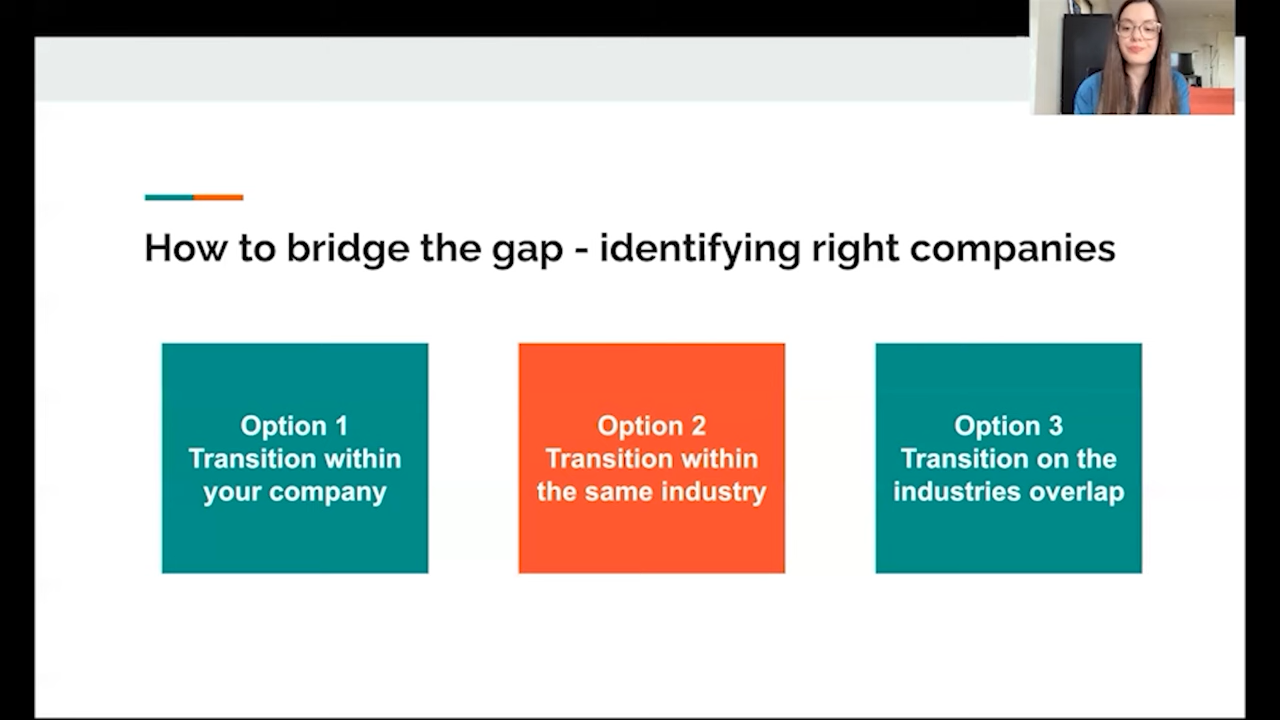 How to bridge the gap - identifying right companies
Option 1
Transition within
your company
Option 2
Transition within
the same industry
Option 3
Transition on the
industries overlap